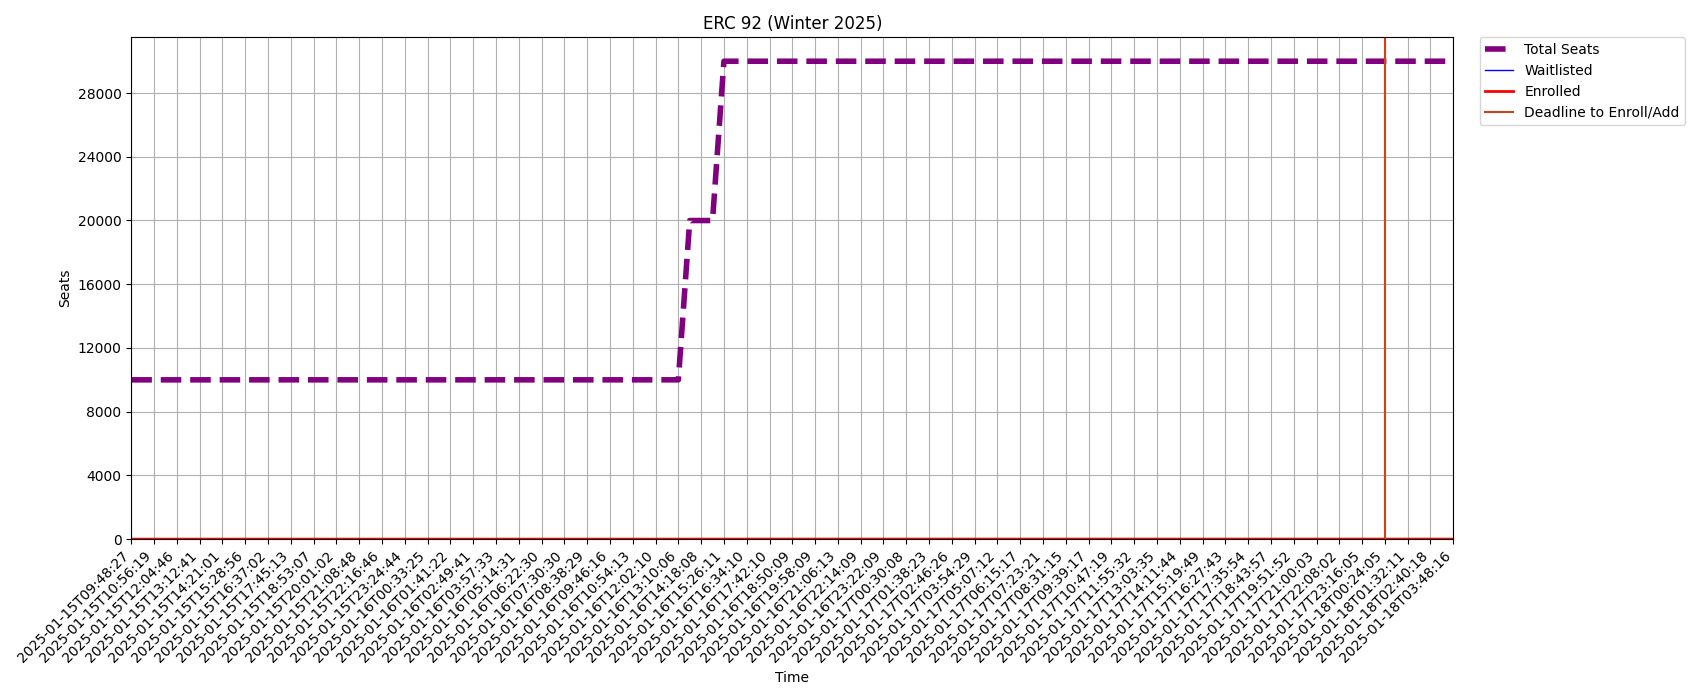 ERC 92 (Winter 2025)
Total Seats
Waitlisted
Enrolled
Deadline to Enroll/Add
Seats
28000
24000
20000
16000
12000
8000
4000
0
2025-01-15T09:48:27
2025-01-15T10:56:19
2025-01-15T12:04:46
2025-01-15T13:12:41
2025-01-15T14:21:01
2025-01-15T15:28:56
2025-01-15T16:37:02
2025-01-15T17:45:13
2025-01-15T18:53:07
2025-01-15T20:01:02
2025-01-15T21:08:48
2025-01-15T22:16:46
2025-01-15T23:24:44
2025-01-16T00:33:25
2025-01-16T01:41:22
2025-01-16T02:49:41
2025-01-16T03:57:33
2025-01-16T05:14:31
2025-01-16T06:22:30
2025-01-16T07:30:30
2025-01-16T08:38:29
2025-01-16T09:46:16
2025-01-16T10:54:13
2025-01-16T12:02:10
2025-01-16T13:10:06
2025-01-16T14:18:08
2025-01-16T15:26:11
2025-01-16T16:34:10
2025-01-16T17:42:10
2025-01-16T18:50:09
2025-01-16T19:58:09
2025-01-16T21:06:13
2025-01-16T22:14:09
2025-01-16T23:22:09
2025-01-17T00:30:08
2025-01-17T01:38:23
2025-01-17T02:46:26
2025-01-17T03:54:29
2025-01-17T05:07:12
2025-01-17T06:15:17
2025-01-17T07:23:21
2025-01-17T08:31:15
2025-01-17T09:39:17
2025-01-17T10:47:19
2025-01-17T11:55:32
2025-01-17T13:03:35
2025-01-17T14:11:44
2025-01-17T15:19:49
2025-01-17T16:27:43
2025-01-17T17:35:54
2025-01-17T18:43:57
2025-01-17T19:51:52
2025-01-17T21:00:03
2025-01-17T22:08:02
2025-01-17T23:16:05
2025-01-18T00:24:05
2025-01-18T01:32:11
2025-01-18T02:40:18
2025-01-18T03:48:16
Time